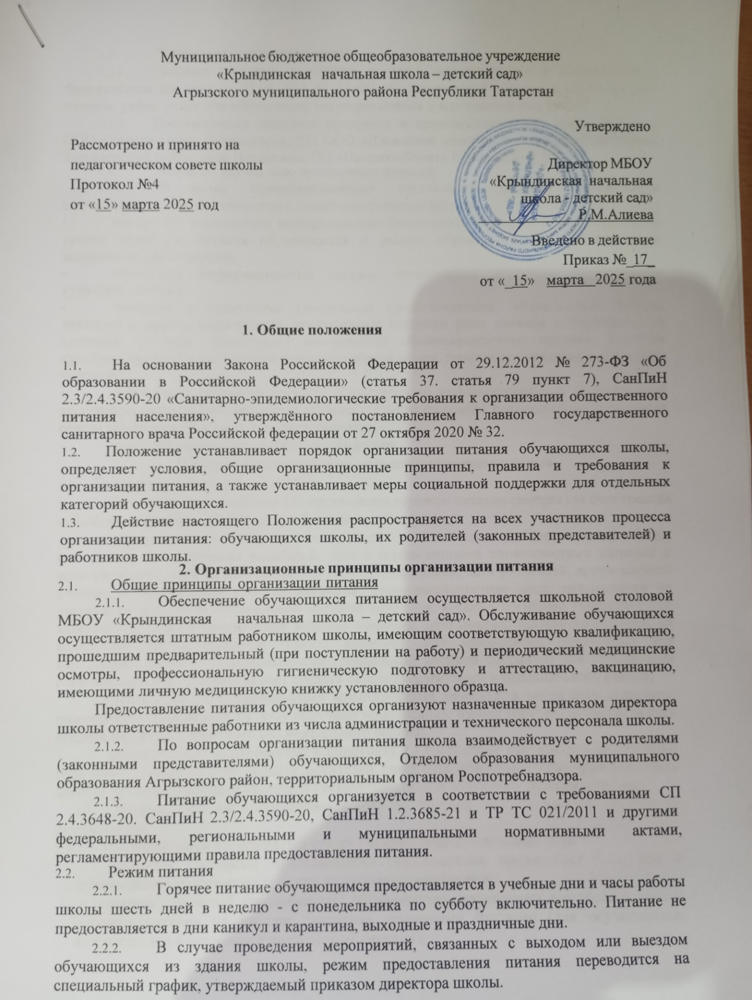 Муниципальное бюджетное общеобразовательное учреждение
«Крындинская начальная школа – детский сад»
Агрызского муниципального района Республики Татарстан
Рассмотрено и принято на
педагогическом совете школы
Протокол №4
от «15» марта 2025 год
Утверждено
Директор МБОУ
«Крындинская начальная
школа - детский сад»
Р.М.Алиева
Введено в действие
Приказ №_17_
от «_15» марта 2025 года
1. Общие положения
1.1. На основании Закона Российской Федерации от 29.12.2012 № 273-ФЗ «Об
образовании в Российской Федерации» (статья 37. статья 79 пункт 7), СанПиН
2.3/2.4.3590-20 «Санитарно-эпидемиологические требования к организации общественного
питания населения», утверждённого постановлением Главного государственного
санитарного врача Российской федерации от 27 октября 2020 № 32.
1.2. Положение устанавливает порядок организации питания обучающихся школы,
определяет условия, общие организационные принципы, правила и требования к
организации питания, а также устанавливает меры социальной поддержки для отдельных
категорий обучающихся.
1.3. Действие настоящего Положения распространяется на всех участников процесса
организации питания: обучающихся школы, их родителей (законных представителей) и
работников школы.
2. Организационные принципы организации питания
2.1. Общие принципы организации питания
2.1.1. Обеспечение обучающихся питанием осуществляется школьной столовой
МБОУ «Крындинская начальная школа – детский сад». Обслуживание обучающихся
осуществляется штатным работником школы, имеющим соответствующую квалификацию,
прошедшим предварительный (при поступлении на работу) и периодический медицинские
осмотры, профессиональную гигиеническую подготовку и аттестацию, вакцинацию,
имеющими личную медицинскую книжку установленного образца.
Предоставление питания обучающихся организуют назначенные приказом директора
школы ответственные работники из числа администрации и технического персонала школы.
2.1.2. По вопросам организации питания школа взаимодействует с родителями
(законными представителями) обучающихся, Отделом образования муниципального
образования Агрызского район, территориальным органом Роспотребнадзора.
2.1.3. Питание обучающихся организуется в соответствии с требованиями СП
2.4.3648-20. СанПиН 2.3/2.4.3590-20, СанПиН 1.2.3685-21 и ТР ТС 021/2011 и другими
федеральными, региональными и муниципальными нормативными актами,
регламентирующими правила предоставления питания.
2.2. Режим питания
2.2.1. Горячее питание обучающимся предоставляется в учебные дни и часы работы
школы шесть дней в неделю - с понедельника по субботу включительно. Питание не
предоставляется в дни каникул и карантина, выходные и праздничные дни.
2.2.2. В случае проведения мероприятий, связанных с выходом или выездом
обучающихся из здания школы, режим предоставления питания переводится на
специальный график, утверждаемый приказом директора школы.